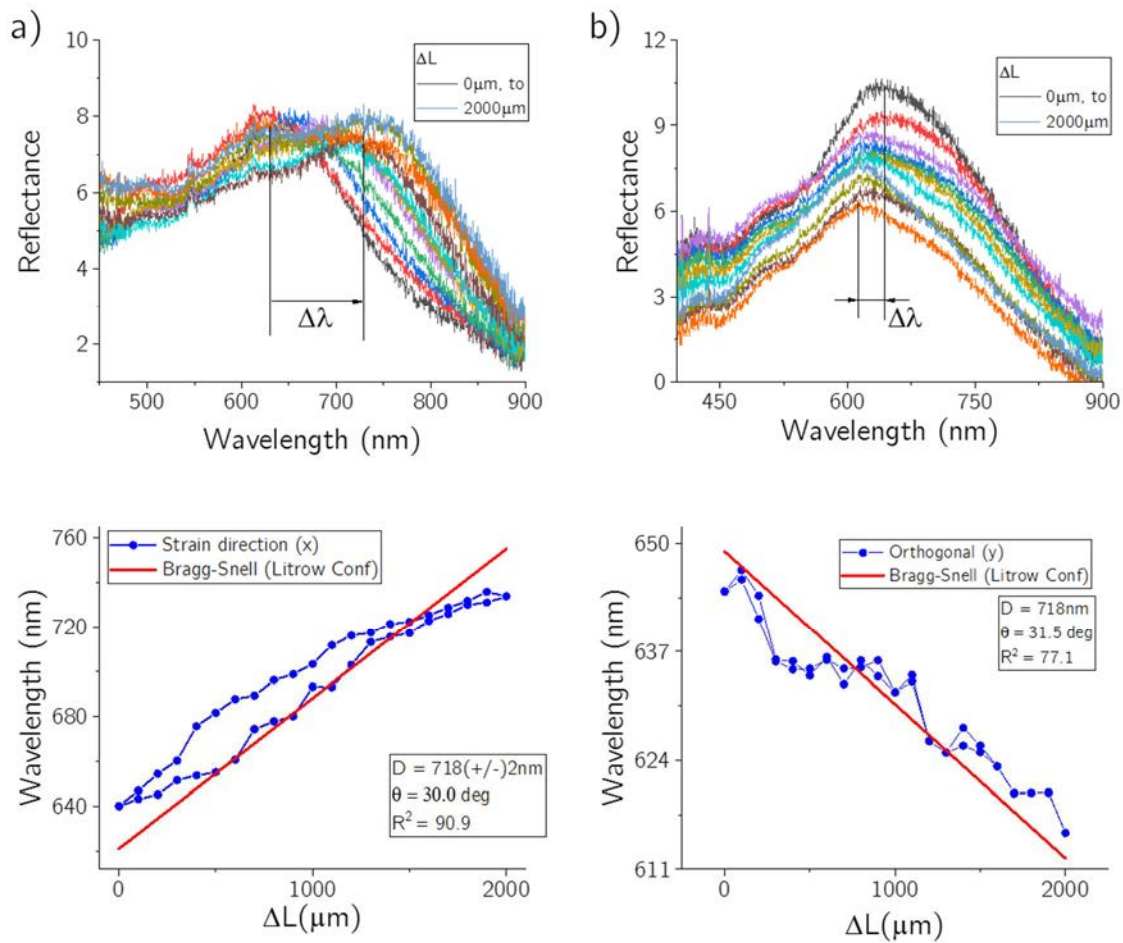 a)
10
8
6
4
2
Reflectance
ΔL
0μm, to
2000μm
Δλ
500
600
700
800
900
Wavelength (nm)
b)
12
9
6
3
0
Reflectance
ΔL
0μm, to
2000μm
Δλ
450
600
750
900
Wavelength (nm)
760
720
680
640
Wavelength (nm)
Strain direction (x)
Bragg-Snell (Litrow Conf)
D = 718(+/-)2nm
θ = 30.0 deg
R² = 90.9
0
1000
2000
ΔL(μm)
650
637
624
611
Wavelength (nm)
Orthogonal (y)
Bragg-Snell (Litrow Conf)
D = 718nm
θ = 31.5 deg
R² = 77.1
0
1000
2000
ΔL(μm)